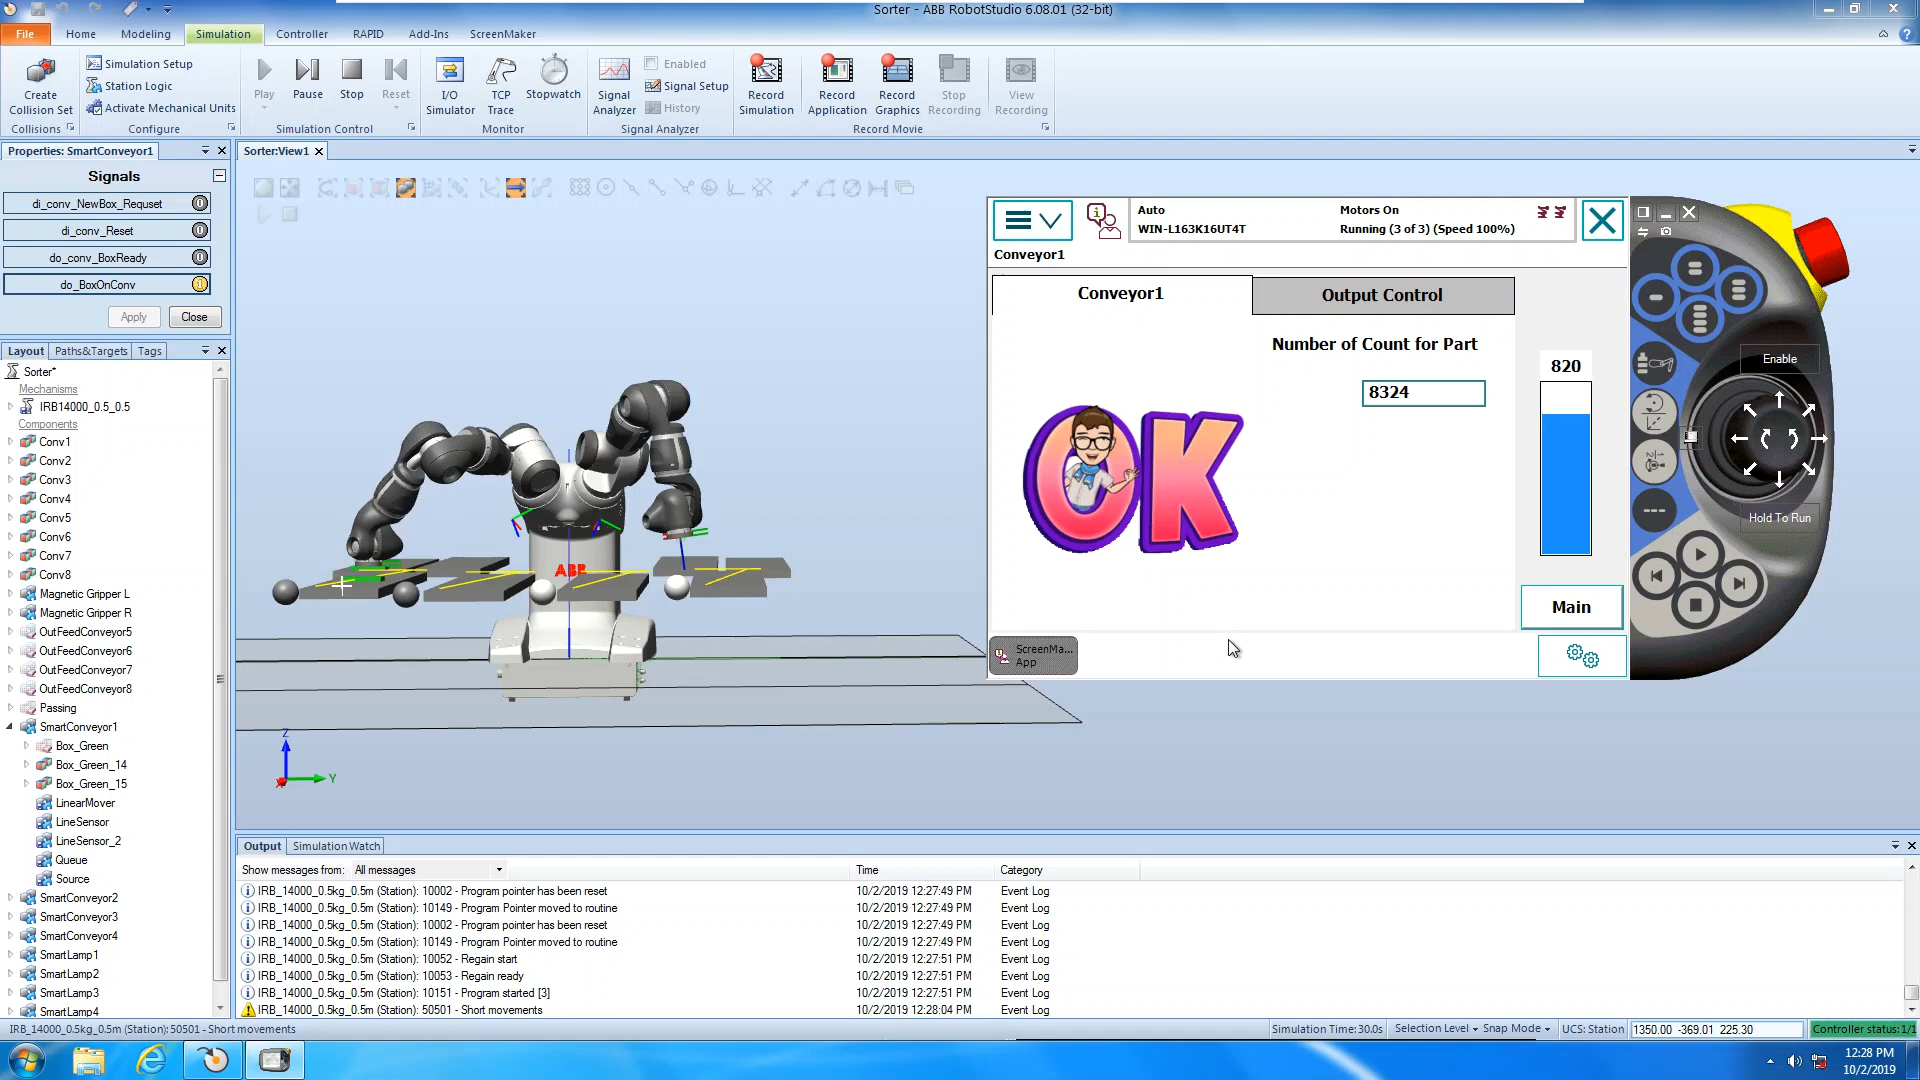 Sorter - ABB RobotStudio 6.08.01 (32-bit)
File Home Modeling Simulation Controller RAPID Add-Ins ScreenMaker
Create Collision Set
Collisions
Simulation Setup
Station Logic
Activate Mechanical Units
Configure
Play Pause Stop Reset
Simulation Control
I/O Simulator
TCP Trace
Stopwatch
Monitor
Signal Analyzer
Enabled
Signal Setup
History
Signal Analyzer
Record Simulation
Record Application
Record Graphics
Stop Recording
View Recording
Record Movie
Properties: SmartConveyor1
Signals
di_conv_NewBox_Requset 0
di_conv_Reset 0
do_conv_BoxReady 0
do_BoxOnConv 1
Apply Close
Layout Paths&Targets Tags
Sorter*
Mechanisms
IRB14000_0.5_0.5
Components
Conv1
Conv2
Conv3
Conv4
Conv5
Conv6
Conv7
Conv8
Magnetic Gripper L
Magnetic Gripper R
OutFeedConveyor5
OutFeedConveyor6
OutFeedConveyor7
OutFeedConveyor8
Passing
SmartConveyor1
Box_Green
Box_Green_14
Box_Green_15
LinearMover
LineSensor
LineSensor_2
Queue
Source
SmartConveyor2
SmartConveyor3
SmartConveyor4
SmartLamp1
SmartLamp2
SmartLamp3
SmartLamp4
Sorter:View1
ABB
Z
Y
Auto
WIN-L163K16UT4T
Motors On
Running (3 of 3) (Speed 100%)
Conveyor1
Conveyor1 Output Control
Number of Count for Part
8324
820
OK
Main
ScreenMa... App
Enable
Hold To Run
Output Simulation Watch
Show messages from: All messages Time Category
IRB_14000_0.5kg_0.5m (Station): 10002 - Program pointer has been reset 10/2/2019 12:27:49 PM Event Log
IRB_14000_0.5kg_0.5m (Station): 10149 - Program Pointer moved to routine 10/2/2019 12:27:49 PM Event Log
IRB_14000_0.5kg_0.5m (Station): 10002 - Program pointer has been reset 10/2/2019 12:27:49 PM Event Log
IRB_14000_0.5kg_0.5m (Station): 10149 - Program Pointer moved to routine 10/2/2019 12:27:49 PM Event Log
IRB_14000_0.5kg_0.5m (Station): 10052 - Regain start 10/2/2019 12:27:51 PM Event Log
IRB_14000_0.5kg_0.5m (Station): 10053 - Regain ready 10/2/2019 12:27:51 PM Event Log
IRB_14000_0.5kg_0.5m (Station): 10151 - Program started [3] 10/2/2019 12:27:51 PM Event Log
IRB_14000_0.5kg_0.5m (Station): 50501 - Short movements 10/2/2019 12:28:04 PM Event Log
IRB_14000_0.5kg_0.5m (Station): 50501 - Short movements Simulation Time: 30.0s Selection Level Snap Mode UCS: Station 1350.00 -369.01 225.30 Controller status: 1/1
12:28 PM
10/2/2019